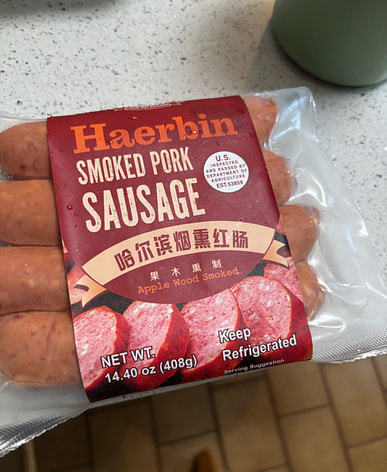 Haerbin
SMOKED PORK
SAUSAGE
U.S.
INSPECTED
AND PASSED BY
DEPARTMENT OF
AGRICULTURE
EST.53859
哈尔滨烟熏红肠
果木熏制
Apple Wood Smoked
NET WT.
14.40 oz (408g)
Keep
Refrigerated
Serving Suggestion